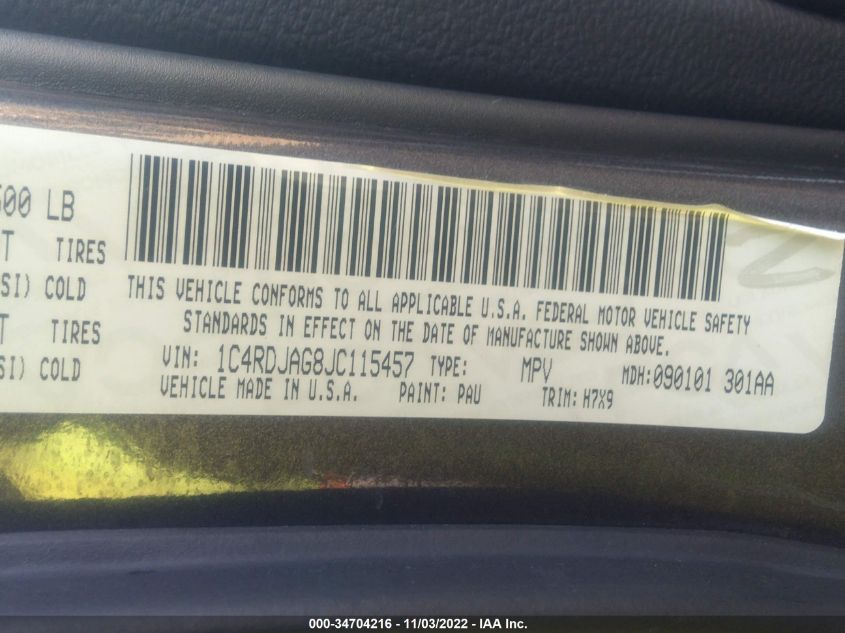 500 LB
TIRES
SI) COLD
TIRES
SI) COLD
THIS VEHICLE CONFORMS TO ALL APPLICABLE U.S.A. FEDERAL MOTOR VEHICLE SAFETY
STANDARDS IN EFFECT ON THE DATE OF MANUFACTURE SHOWN ABOVE.
VIN: 1C4RDJAG8JC115457 TYPE: MPV MDH:090101 301AA
VEHICLE MADE IN U.S.A. PAINT: PAU TRIM: H7X9
000-34704216 - 11/03/2022 - IAA Inc.